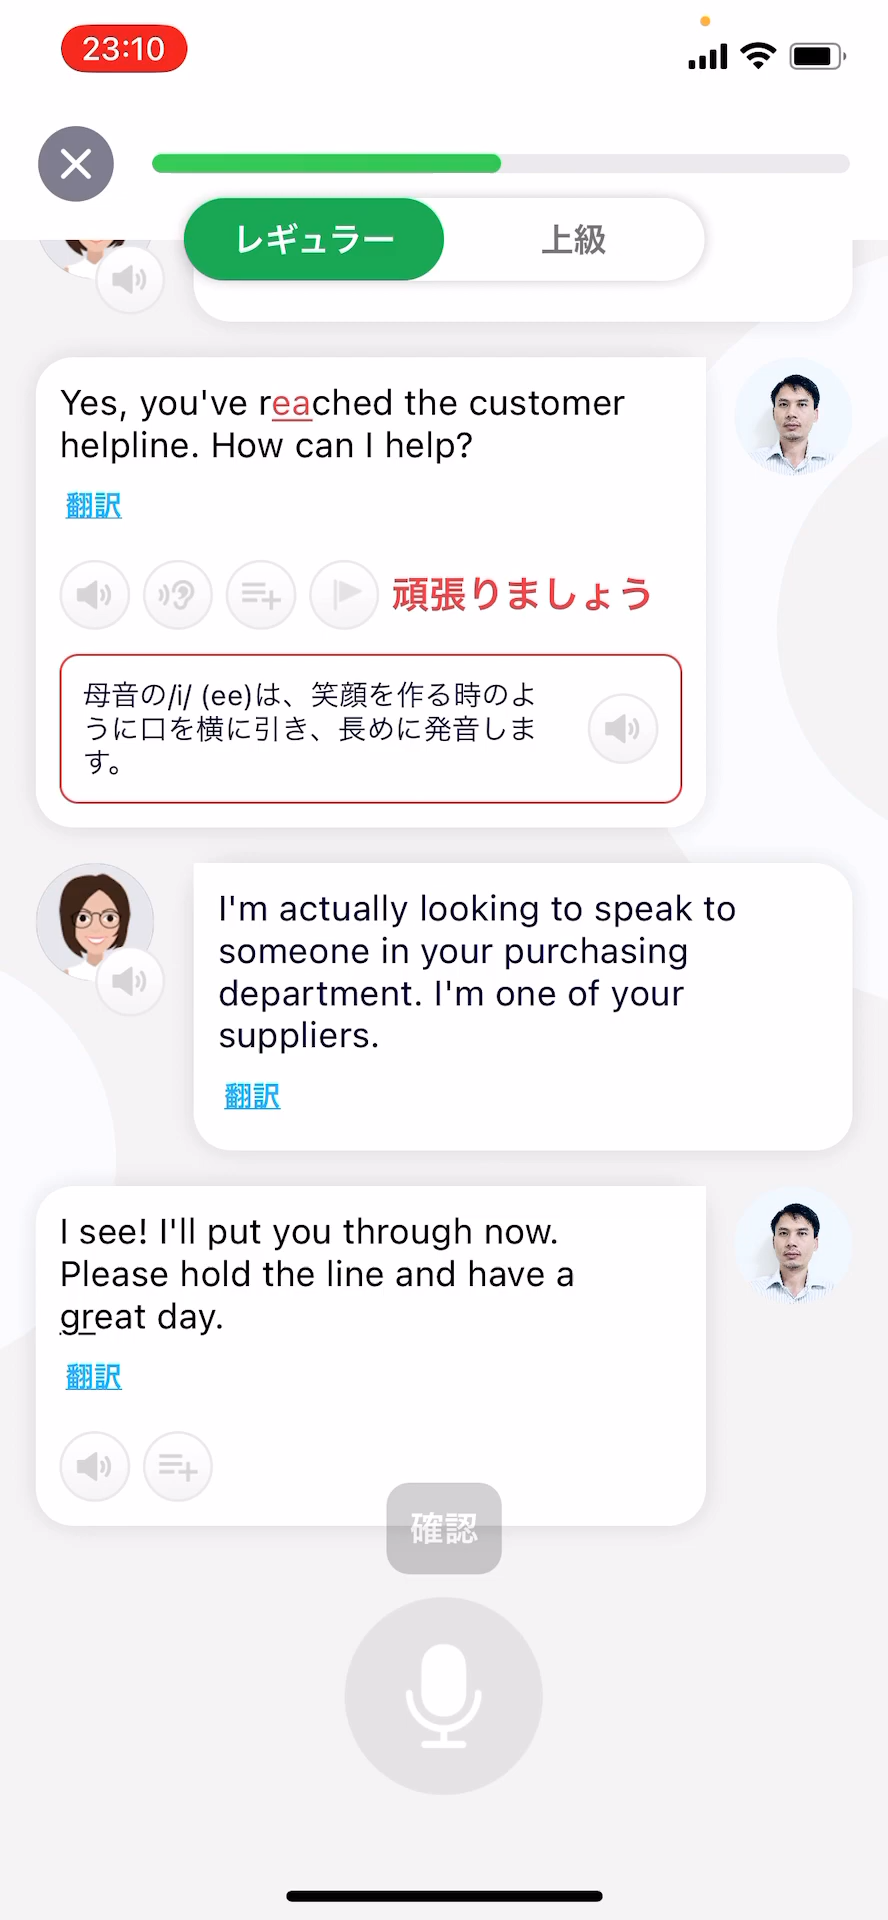 23:10
レギュラー
上級
Yes, you've reached the customer
helpline. How can I help?
翻訳
頑張りましょう
母音の/i/ (ee)は、笑顔を作る時のよ
うに口を横に引き、長めに発音しま
す。
I'm actually looking to speak to
someone in your purchasing
department. I'm one of your
suppliers.
翻訳
I see! I'll put you through now.
Please hold the line and have a
great day.
翻訳
確認